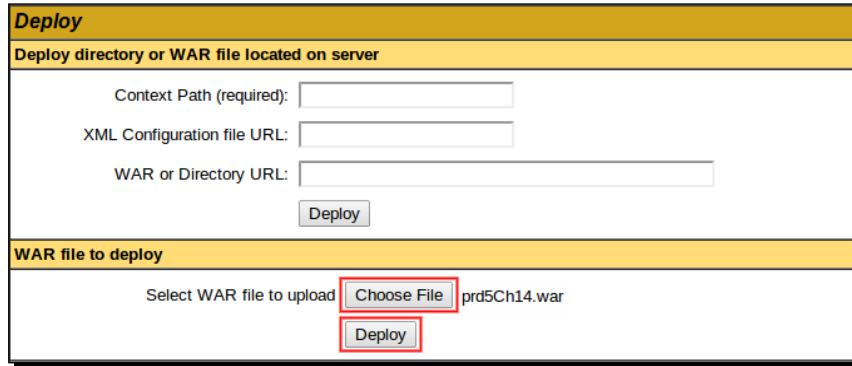 Deploy
Deploy directory or WAR file located on server
Context Path (required):
XML Configuration file URL:
WAR or Directory URL:
Deploy
WAR file to deploy
Select WAR file to upload Choose File prd5Ch14.war
Deploy